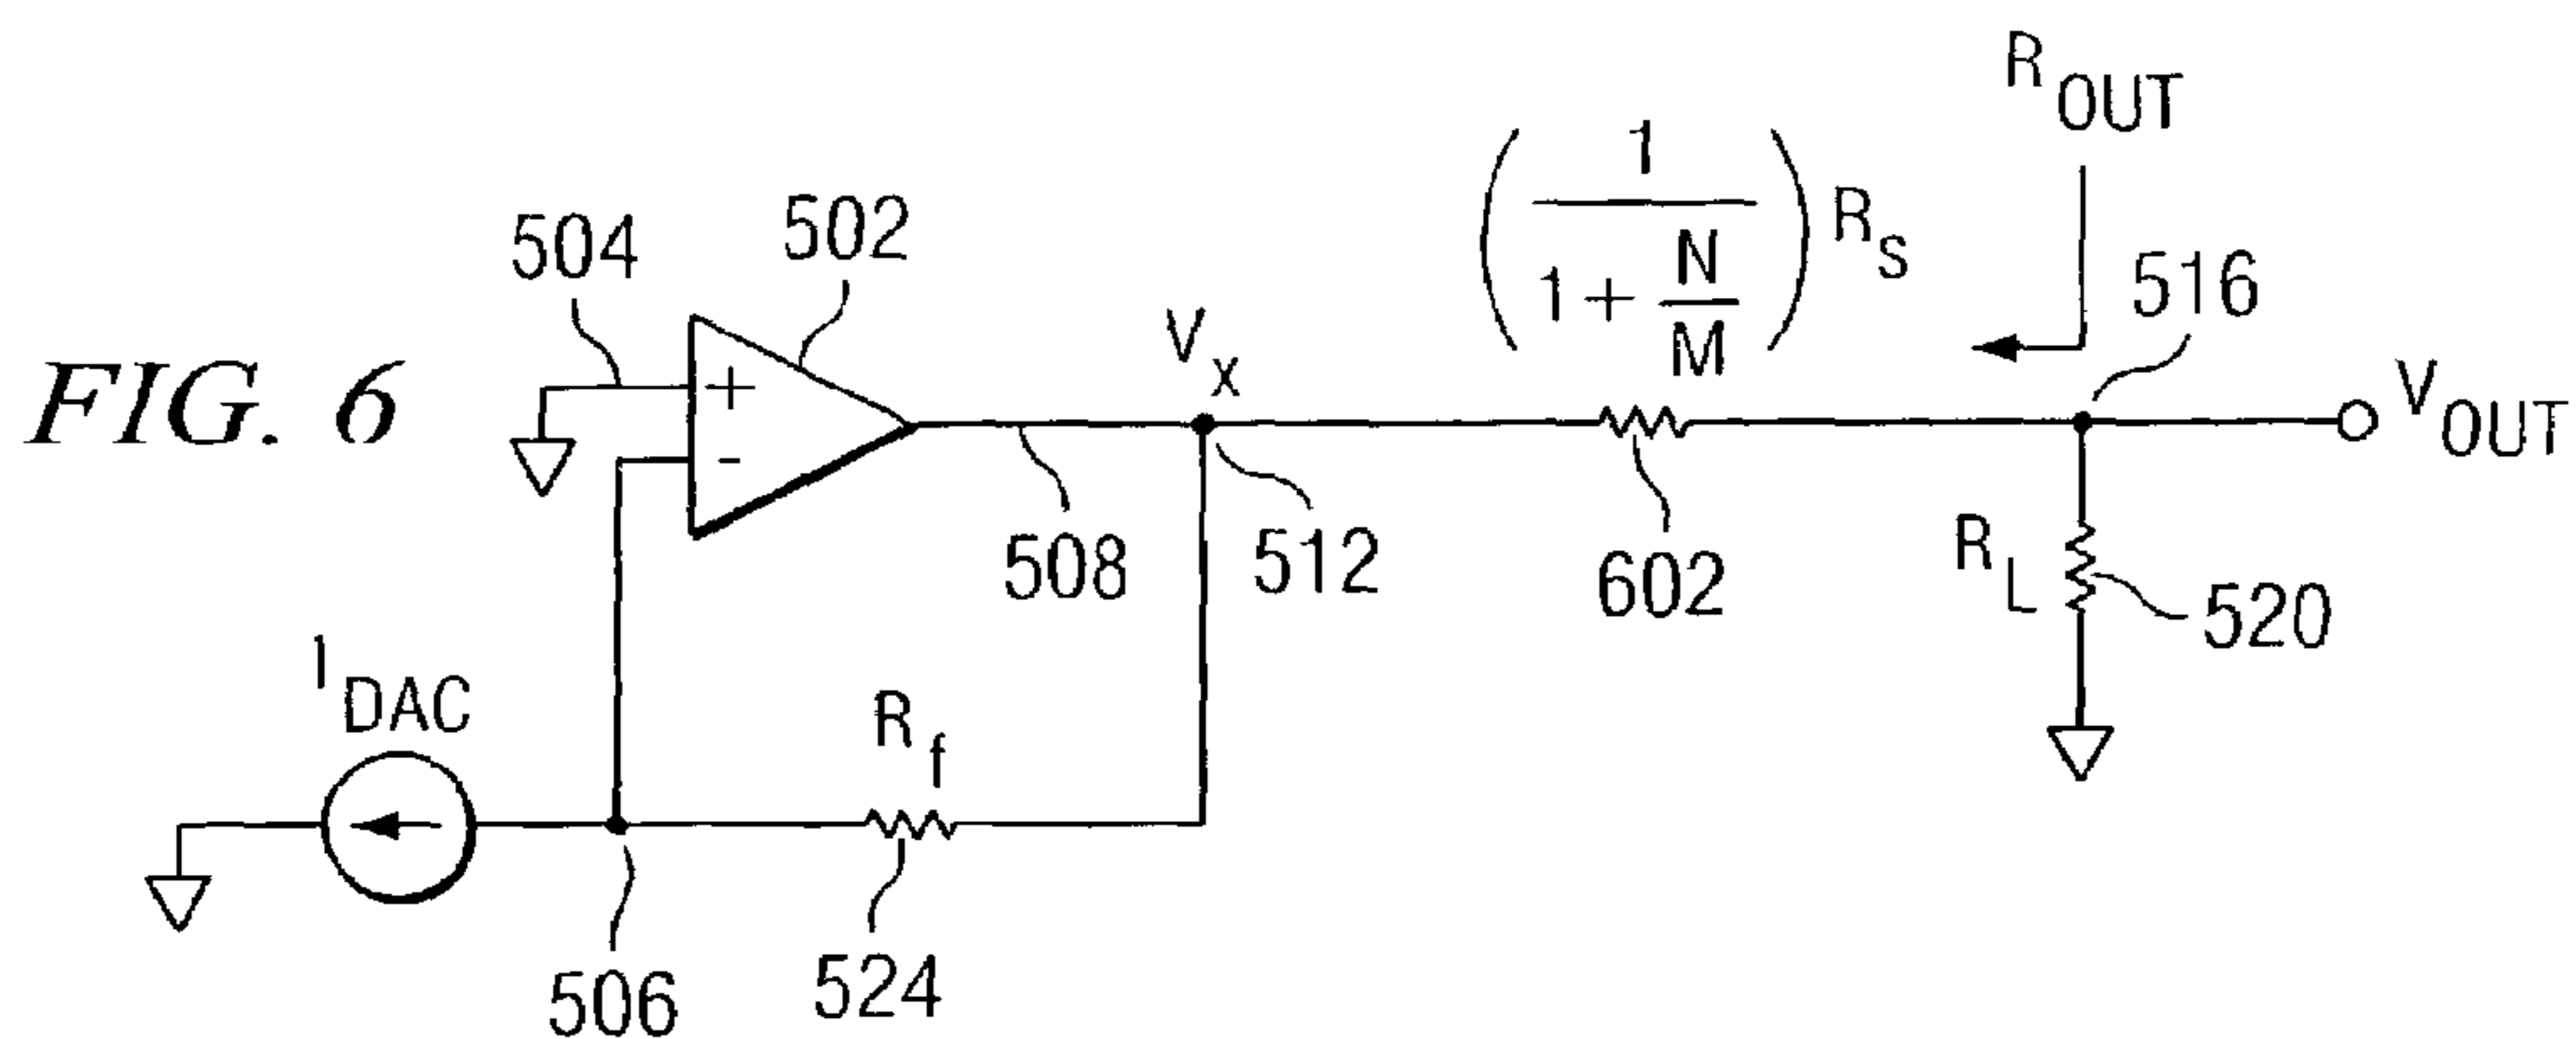 R OUT
( 1 / (1 + N/M) ) R S
504
502
516
V X
FIG. 6
+
-
V OUT
508
512
602
R L
520
I DAC
R f
506
524